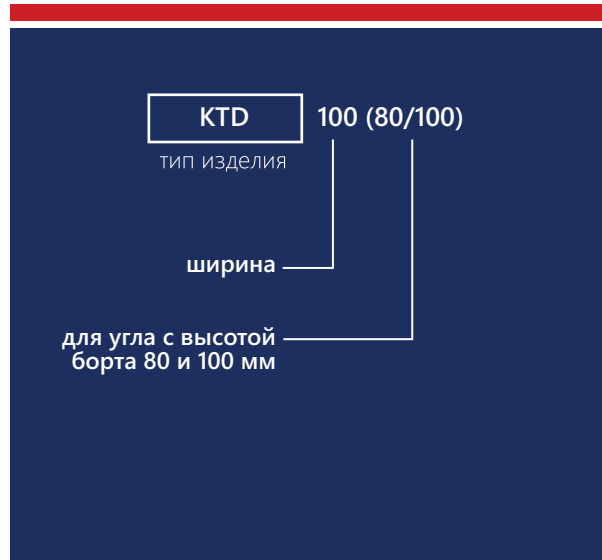 KTD 100 (80/100)
тип изделия
ширина
для угла с высотой
борта 80 и 100 мм